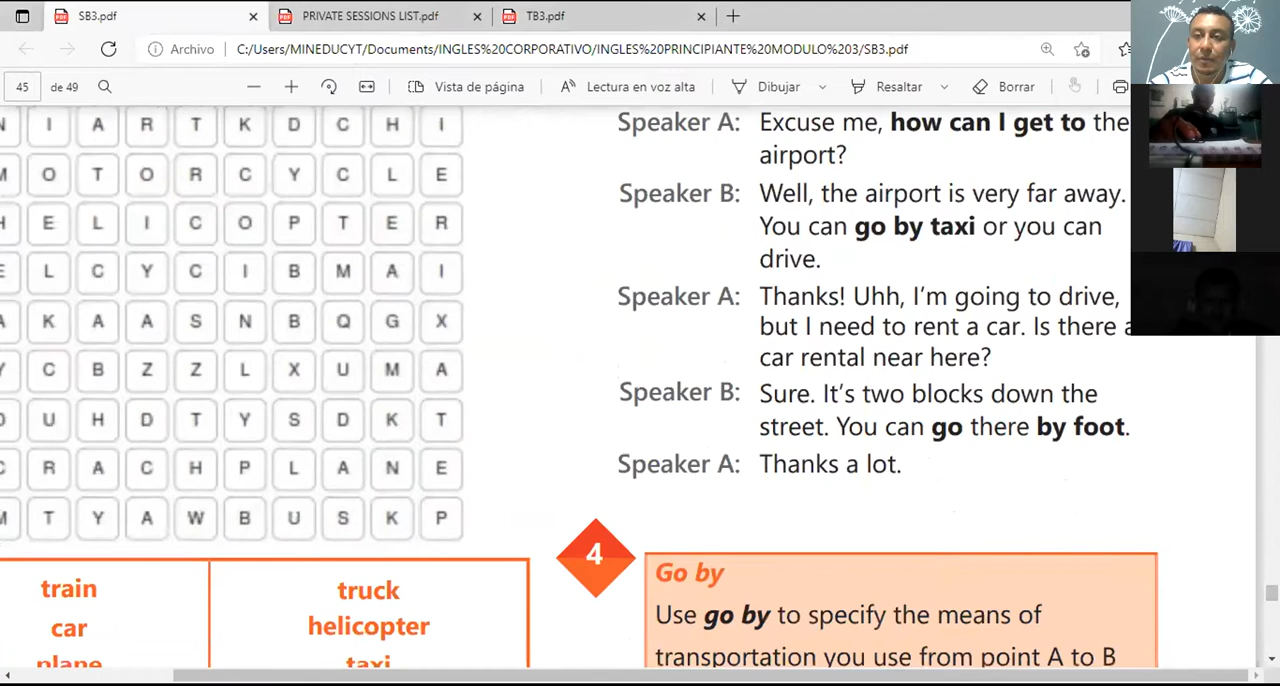 SB3.pdf
PRIVATE SESSIONS LIST.pdf
TB3.pdf
Archivo
C:/Users/MINEDUCYT/Documents/INGLES%20CORPORATIVO/INGLES%20PRINCIPIANTE%20MODULO%203/SB3.pdf
45 de 49
Vista de página
Lectura en voz alta
Dibujar
Resaltar
Borrar
I A R T K D C H I
M O T O R C Y C L E
H E L I C O P T E R
E L C Y C I B M A I
A K A A S N B Q G X
Y C B Z Z L X U M A
O U H D T Y S D K T
C R A C H P L A N E
M T Y A W B U S K P
train
car
plane
truck
helicopter
taxi
Speaker A: Excuse me, how can I get to the
airport?
Speaker B: Well, the airport is very far away.
You can go by taxi or you can
drive.
Speaker A: Thanks! Uhh, I'm going to drive,
but I need to rent a car. Is there a
car rental near here?
Speaker B: Sure. It's two blocks down the
street. You can go there by foot.
Speaker A: Thanks a lot.
4
Go by
Use go by to specify the means of
transportation you use from point A to B